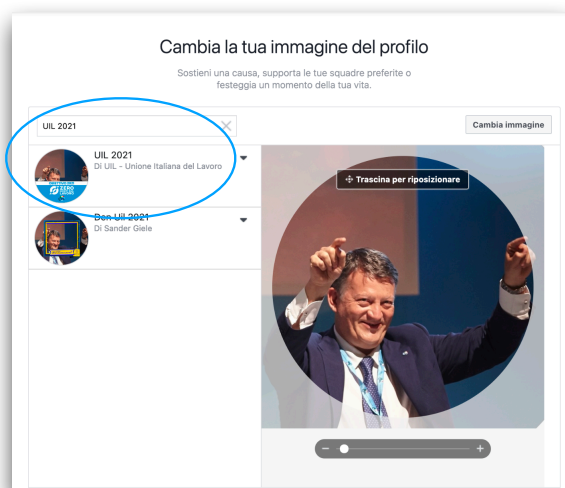 Cambia la tua immagine del profilo
Sostieni una causa, supporta le tue squadre preferite o
festeggia un momento della tua vita.
UIL 2021
Cambia immagine
UIL 2021
Di UIL - Unione Italiana del Lavoro
ZERO
Den Uil 2021
Di Sander Giele
Trascina per riposizionare